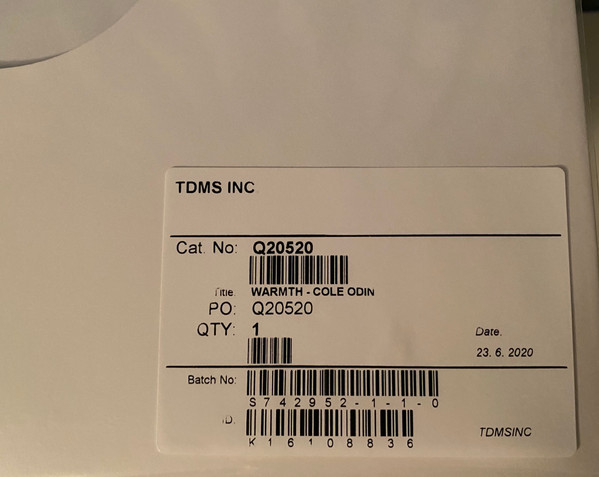 TDMS INC
Cat. No: Q20520
Title: WARMTH - COLE ODIN
PO: Q20520
QTY: 1
Date.
23. 6. 2020
Batch No:
S742952-1-1-0
ID.
K16108836
TDMSINC